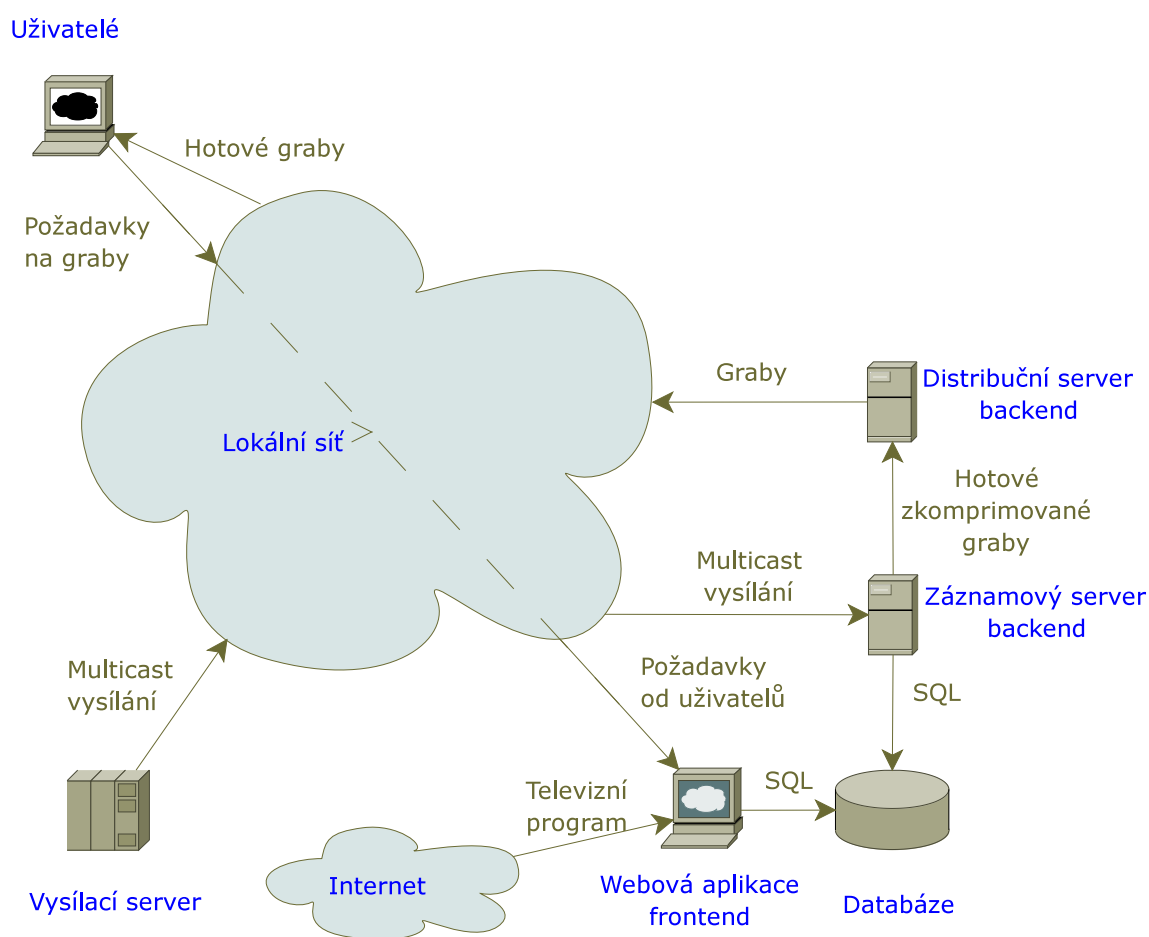 Uživatelé
Hotové graby
Požadavky
na graby
Graby
Distribuční server
backend
Lokální síť
Hotové
zkomprimované
graby
Multicast
vysílání
Záznamový server
backend
Multicast
vysílání
Požadavky
od uživatelů
SQL
Televizní
program
SQL
Internet
Webová aplikace
frontend
Vysílací server
Databáze